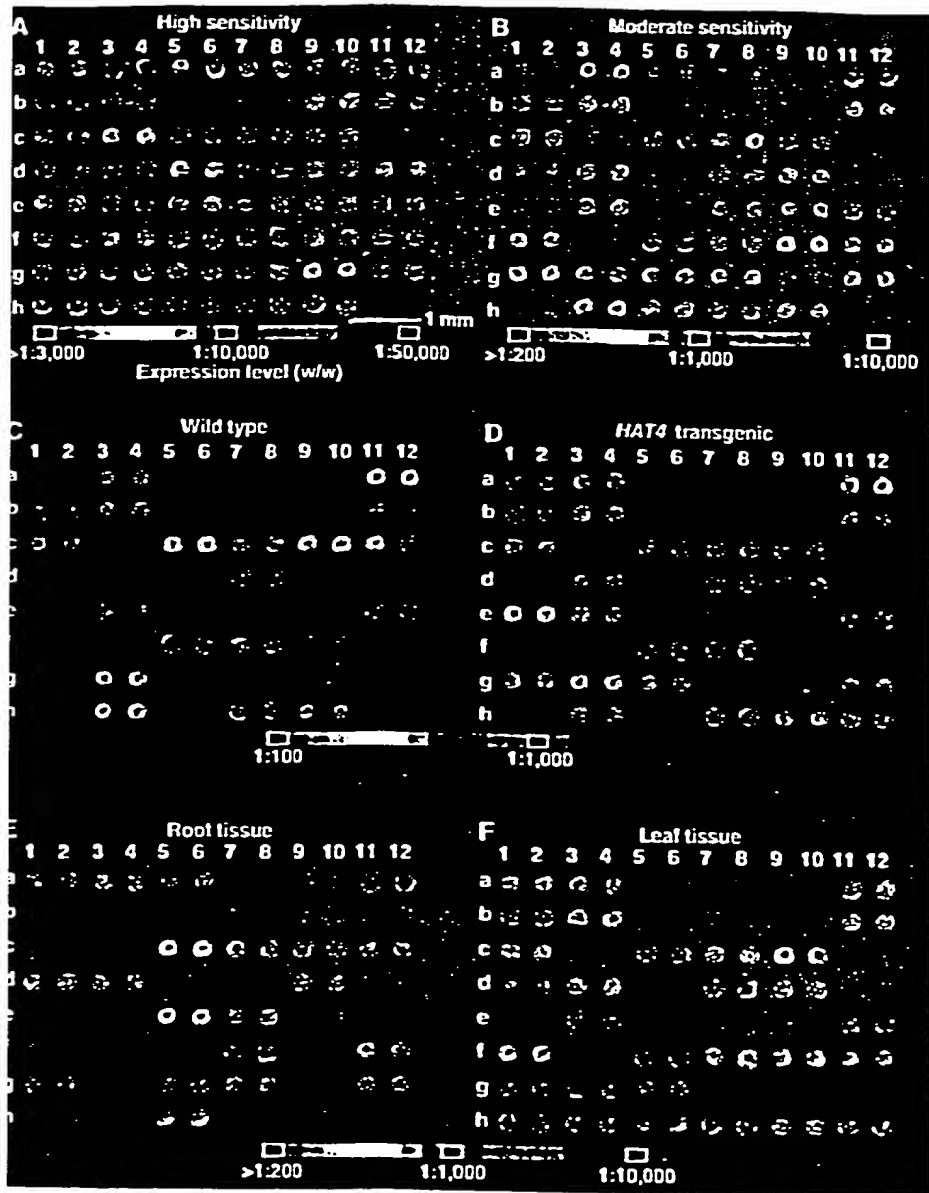 A High sensitivity
1 2 3 4 5 6 7 8 9 10 11 12
a
b
c
d
e
f
g
h
1 mm
>1:3,000 1:10,000 1:50,000
Expression level (w/w)
B Moderate sensitivity
1 2 3 4 5 6 7 8 9 10 11 12
a
b
c
d
e
f
g
h
>1:200 1:1,000 1:10,000
C Wild type
1 2 3 4 5 6 7 8 9 10 11 12
a
b
c
d
e
f
g
h
D HAT4 transgenic
1 2 3 4 5 6 7 8 9 10 11 12
a
b
c
d
e
f
g
h
1:100 1:1,000
E Root tissue
1 2 3 4 5 6 7 8 9 10 11 12
a
b
c
d
e
g
h
F Leaf tissue
1 2 3 4 5 6 7 8 9 10 11 12
a
b
c
d
e
f
g
h
>1:200 1:1,000 1:10,000